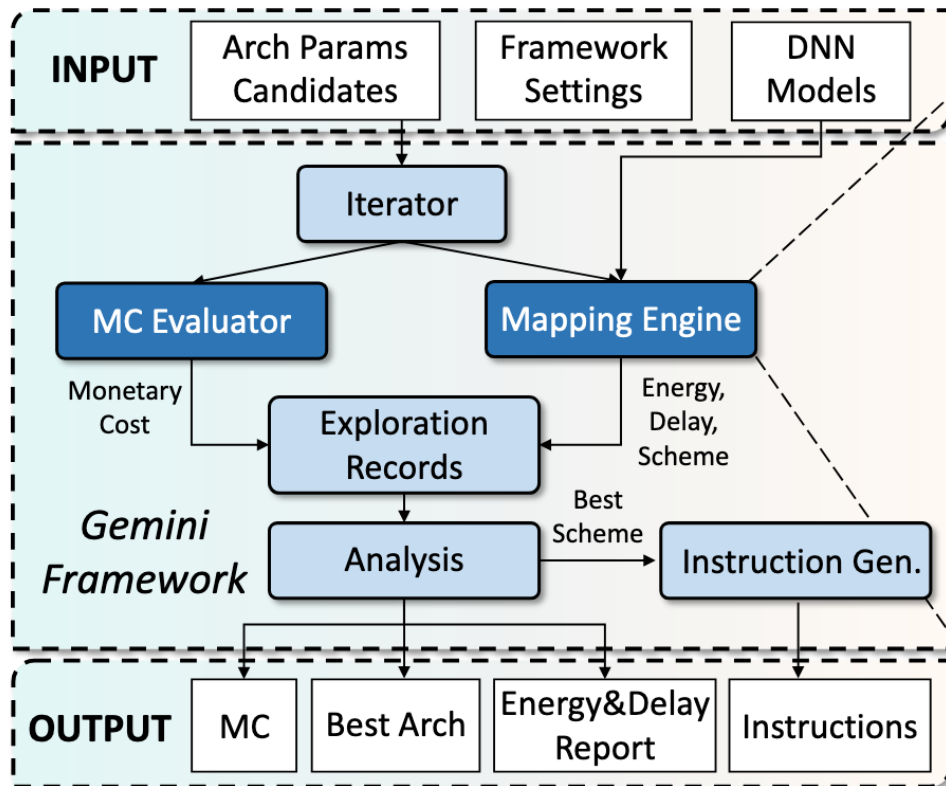 INPUT
Arch Params
Candidates
Framework
Settings
DNN
Models
Iterator
MC Evaluator
Mapping Engine
Monetary
Cost
Energy,
Delay,
Scheme
Exploration
Records
Gemini
Framework
Analysis
Best
Scheme
Instruction Gen.
OUTPUT
MC
Best Arch
Energy&Delay
Report
Instructions